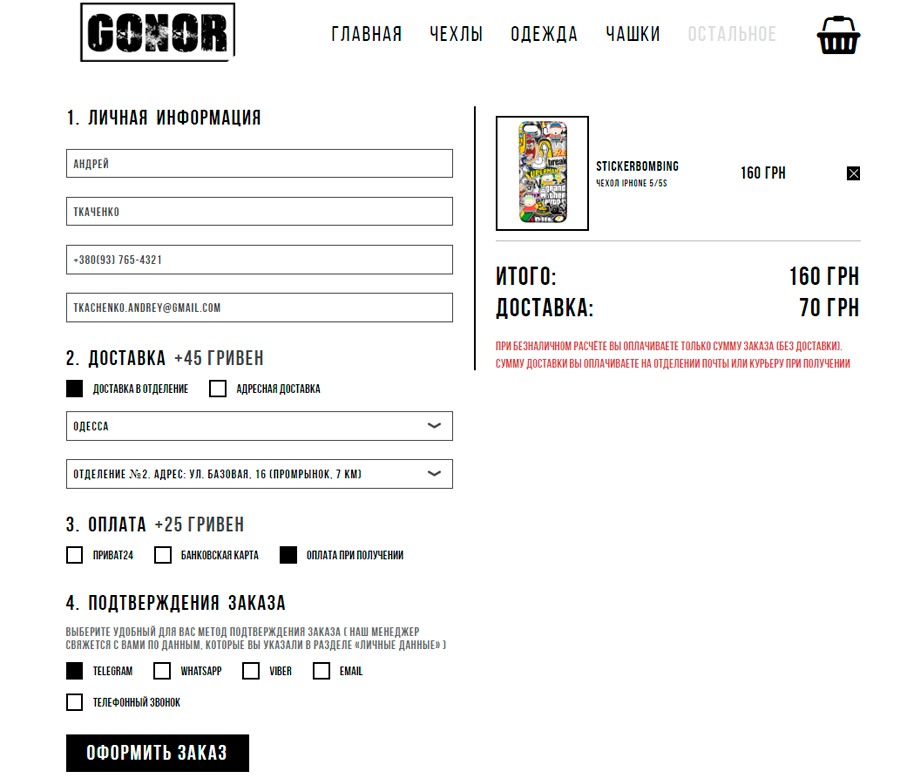 GONOR
ГЛАВНАЯ ЧЕХЛЫ ОДЕЖДА ЧАШКИ ОСТАЛЬНОЕ
1. ЛИЧНАЯ ИНФОРМАЦИЯ
АНДРЕЙ
ТКАЧЕНКО
+380(93) 765-4321
TKACHENKO.ANDREY@GMAIL.COM
2. ДОСТАВКА +45 ГРИВЕН
ДОСТАВКА В ОТДЕЛЕНИЕ АДРЕСНАЯ ДОСТАВКА
ОДЕССА
ОТДЕЛЕНИЕ №2. АДРЕС: УЛ. БАЗОВАЯ, 16 (ПРОМРЫНОК, 7 КМ)
3. ОПЛАТА +25 ГРИВЕН
ПРИВАТ24 БАНКОВСКАЯ КАРТА ОПЛАТА ПРИ ПОЛУЧЕНИИ
4. ПОДТВЕРЖДЕНИЯ ЗАКАЗА
ВЫБЕРИТЕ УДОБНЫЙ ДЛЯ ВАС МЕТОД ПОДТВЕРЖДЕНИЯ ЗАКАЗА ( НАШ МЕНЕДЖЕР
СВЯЖЕТСЯ С ВАМИ ПО ДАННЫМ, КОТОРЫЕ ВЫ УКАЗАЛИ В РАЗДЕЛЕ «ЛИЧНЫЕ ДАННЫЕ» )
TELEGRAM WHATSAPP VIBER EMAIL
ТЕЛЕФОННЫЙ ЗВОНОК
ОФОРМИТЬ ЗАКАЗ
STICKERBOMBING 160 ГРН
ЧЕХОЛ IPHONE 5/5S
ИТОГО: 160 ГРН
ДОСТАВКА: 70 ГРН
ПРИ БЕЗНАЛИЧНОМ РАСЧЁТЕ ВЫ ОПЛАЧИВАЕТЕ ТОЛЬКО СУММУ ЗАКАЗА (БЕЗ ДОСТАВКИ).
СУММУ ДОСТАВКИ ВЫ ОПЛАЧИВАЕТЕ НА ОТДЕЛЕНИИ ПОЧТЫ ИЛИ КУРЬЕРУ ПРИ ПОЛУЧЕНИИ